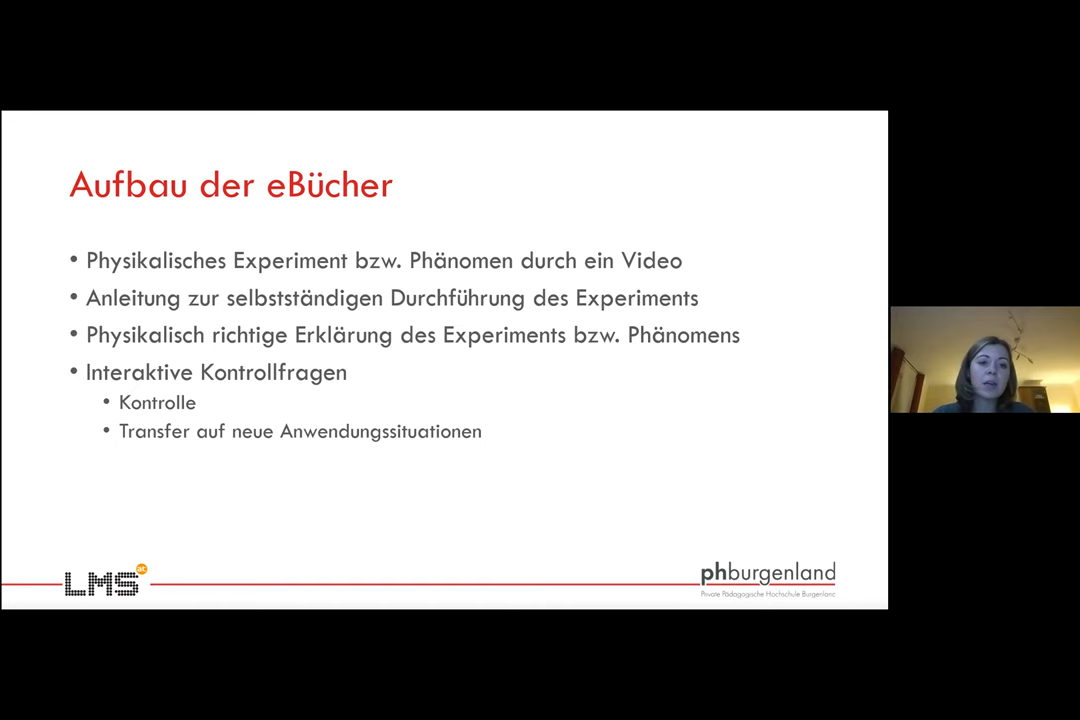 Aufbau der eBücher
• Physikalisches Experiment bzw. Phänomen durch ein Video
• Anleitung zur selbstständigen Durchführung des Experiments
• Physikalisch richtige Erklärung des Experiments bzw. Phänomens
• Interaktive Kontrollfragen
• Kontrolle
• Transfer auf neue Anwendungssituationen
LMS at
phburgenland
Private Pädagogische Hochschule Burgenland